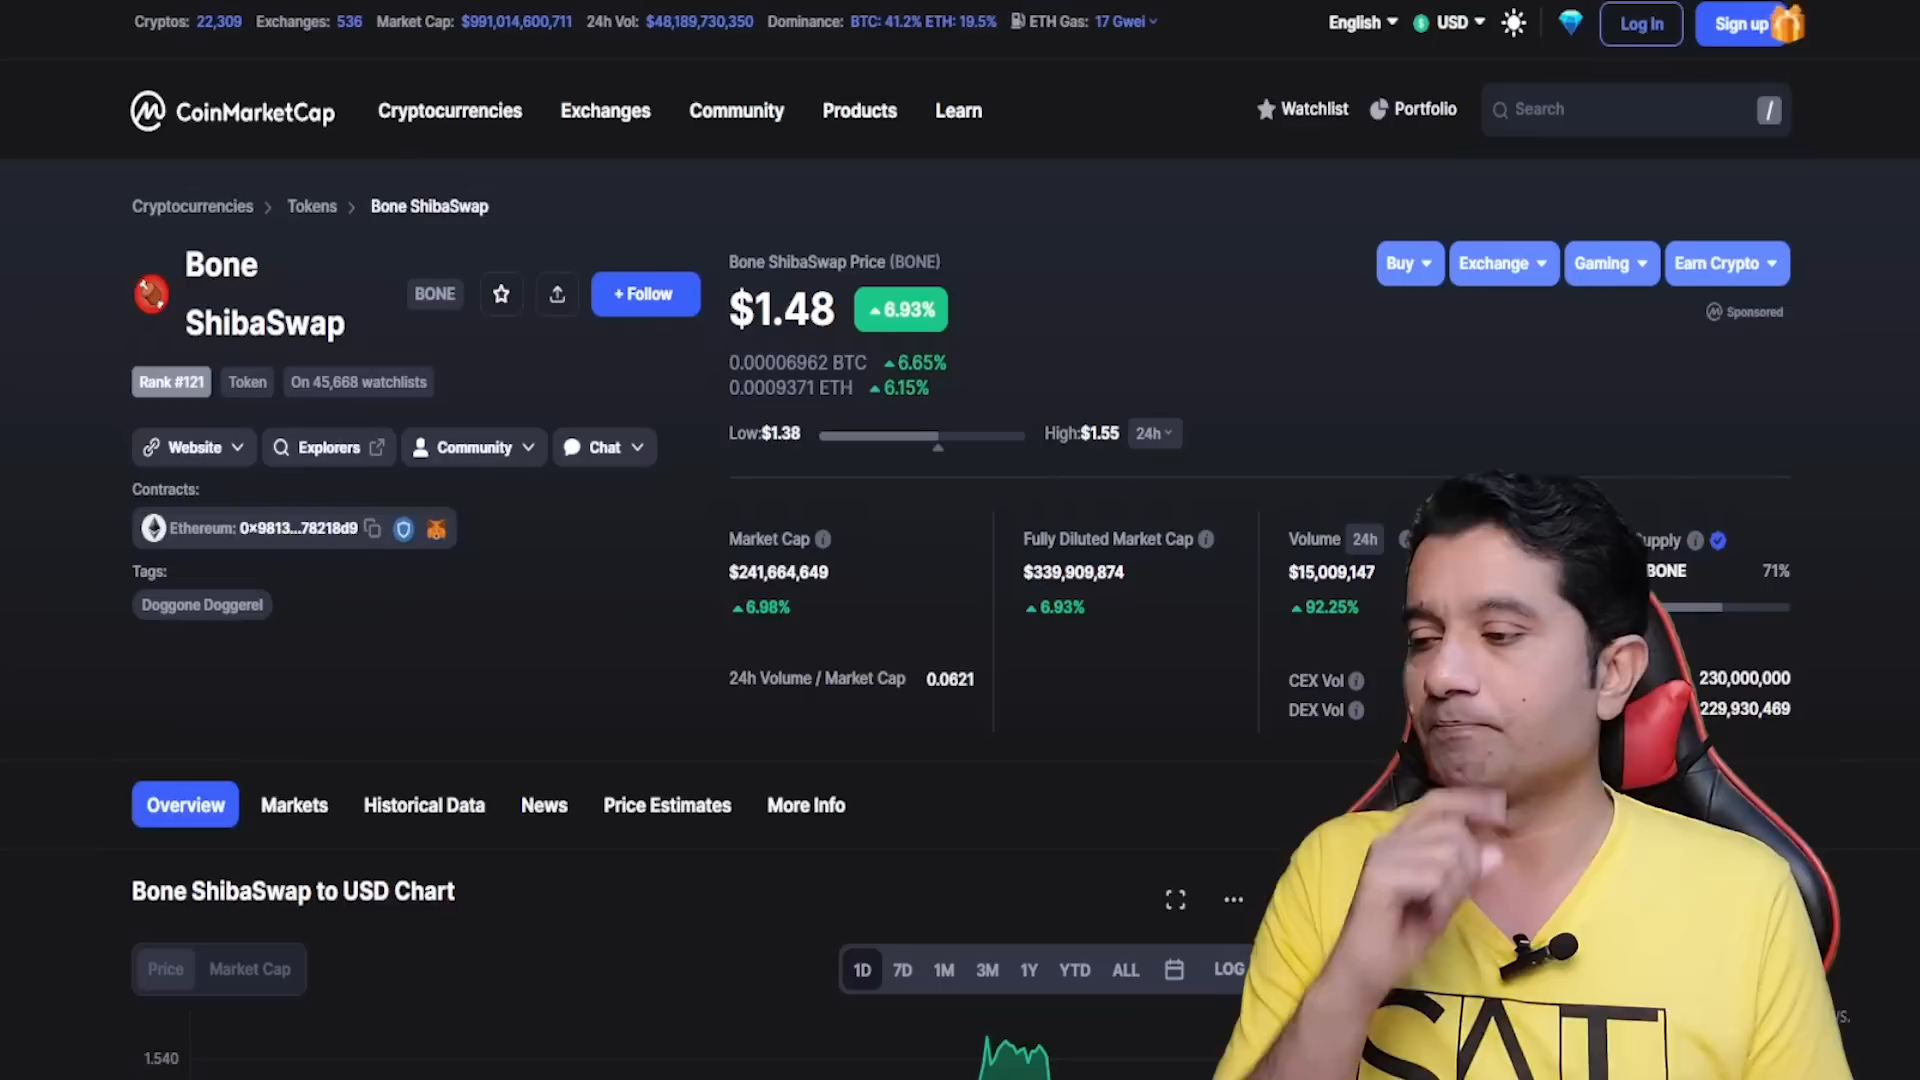 Cryptos: 22,309 Exchanges: 536 Market Cap: $991,014,600,711 24h Vol: $48,189,730,350 Dominance: BTC: 41.2% ETH: 19.5% ETH Gas: 17 Gwei
English USD Log In Sign up
CoinMarketCap Cryptocurrencies Exchanges Community Products Learn Watchlist Portfolio Search /
Cryptocurrencies > Tokens > Bone ShibaSwap
Bone
ShibaSwap
BONE
+ Follow
Rank #121 Token On 45,668 watchlists
Website Explorers Community Chat
Contracts:
Ethereum: 0x9813...78218d9
Tags:
Doggone Doggerel
Bone ShibaSwap Price (BONE)
$1.48 6.93%
0.00006962 BTC 6.65%
0.0009371 ETH 6.15%
Low:$1.38 High:$1.55 24h
Buy Exchange Gaming Earn Crypto
Sponsored
Market Cap
$241,664,649
6.98%
24h Volume / Market Cap 0.0621
Fully Diluted Market Cap
$339,909,874
6.93%
Volume 24h
$15,009,147
92.25%
CEX Vol
DEX Vol
BONE 71%
230,000,000
229,930,469
Overview Markets Historical Data News Price Estimates More Info
Bone ShibaSwap to USD Chart
Price Market Cap
1D 7D 1M 3M 1Y YTD ALL LOG
1.540
SAT